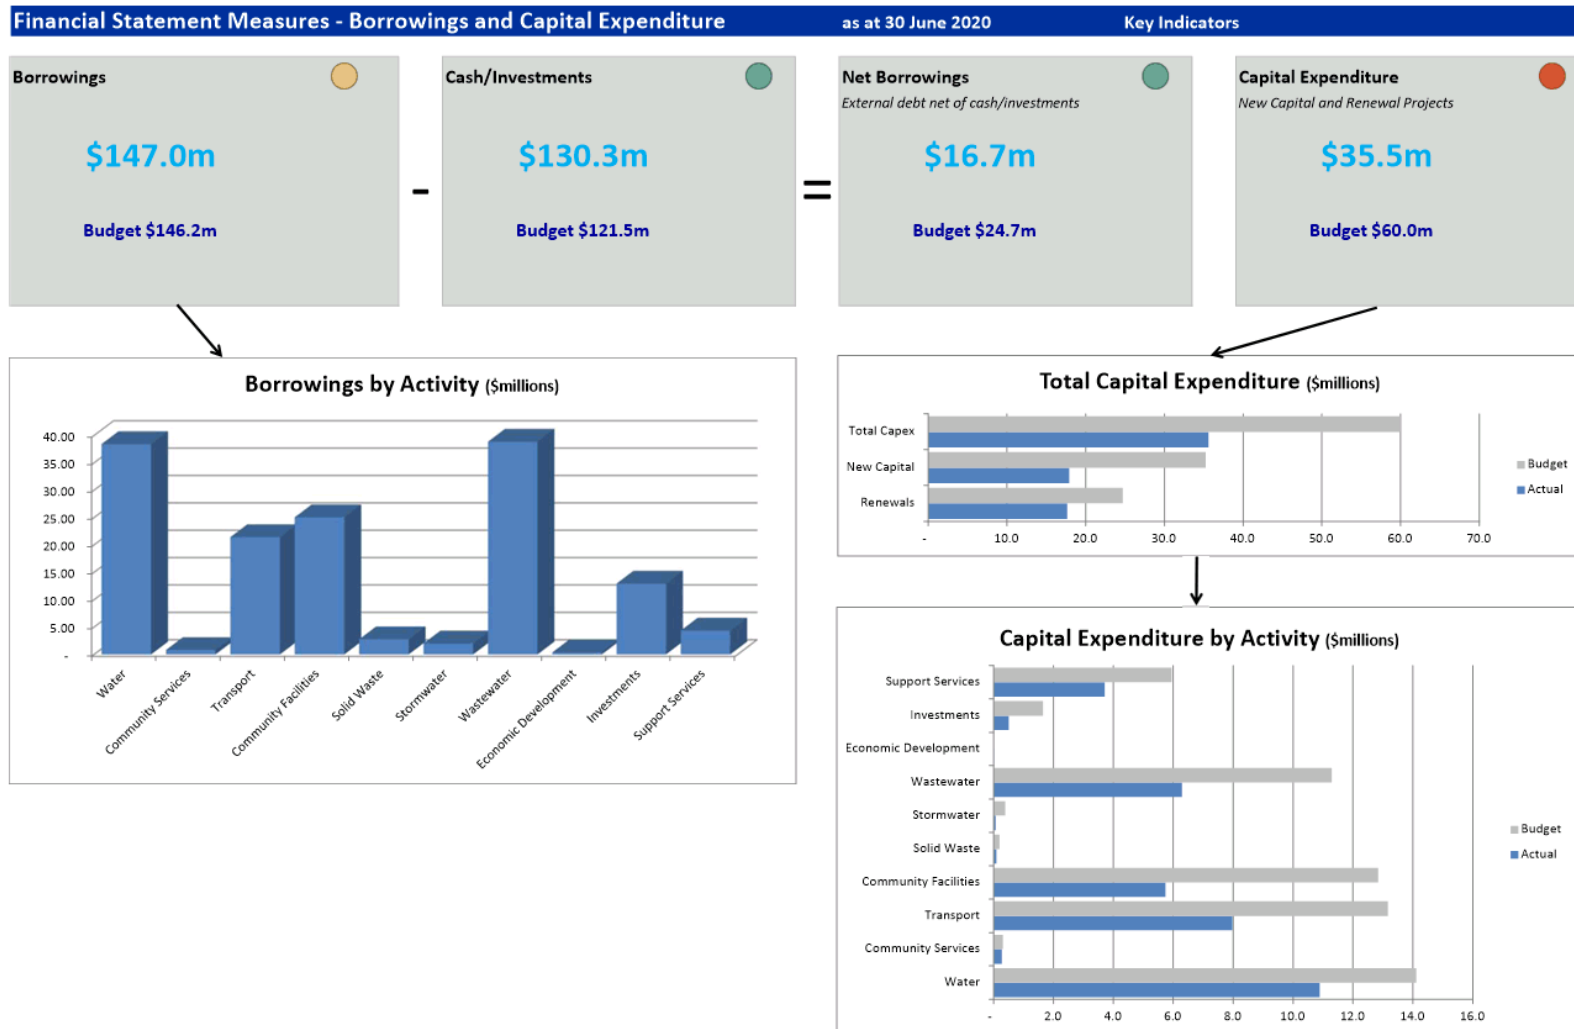 Financial Statement Measures - Borrowings and Capital Expenditure as at 30 June 2020 Key Indicators
Borrowings
$147.0m
Budget $146.2m
-
Cash/Investments
$130.3m
Budget $121.5m
=
Net Borrowings
External debt net of cash/investments
$16.7m
Budget $24.7m
Capital Expenditure
New Capital and Renewal Projects
$35.5m
Budget $60.0m
Borrowings by Activity ($millions)
40.00
35.00
30.00
25.00
20.00
15.00
10.00
5.00
-
Water
Community Services
Transport
Community Facilities
Solid Waste
Stormwater
Wastewater
Economic Development
Investments
Support Services
Total Capital Expenditure ($millions)
Total Capex
New Capital
Renewals
- 10.0 20.0 30.0 40.0 50.0 60.0 70.0
Budget
Actual
Capital Expenditure by Activity ($millions)
Support Services
Investments
Economic Development
Wastewater
Stormwater
Solid Waste
Community Facilities
Transport
Community Services
Water
- 2.0 4.0 6.0 8.0 10.0 12.0 14.0 16.0
Budget
Actual